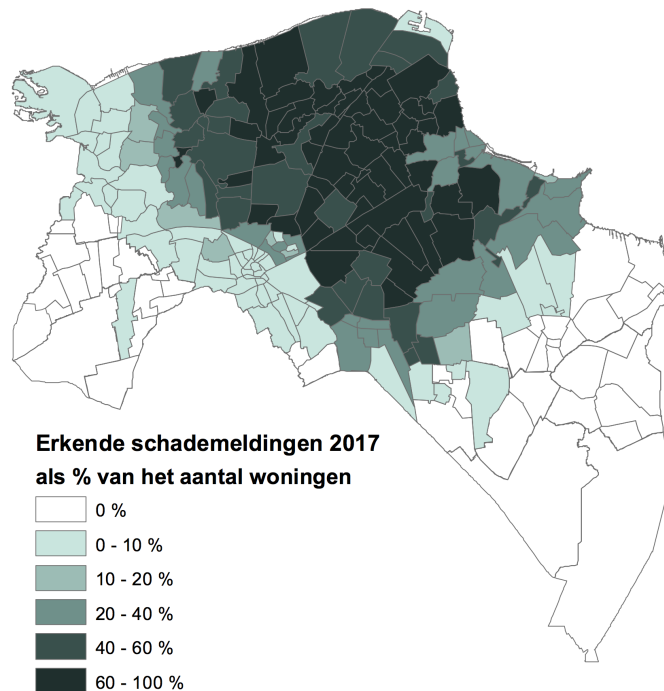 Erkende schademeldingen 2017
als % van het aantal woningen
0 %
0 - 10 %
10 - 20 %
20 - 40 %
40 - 60 %
60 - 100 %